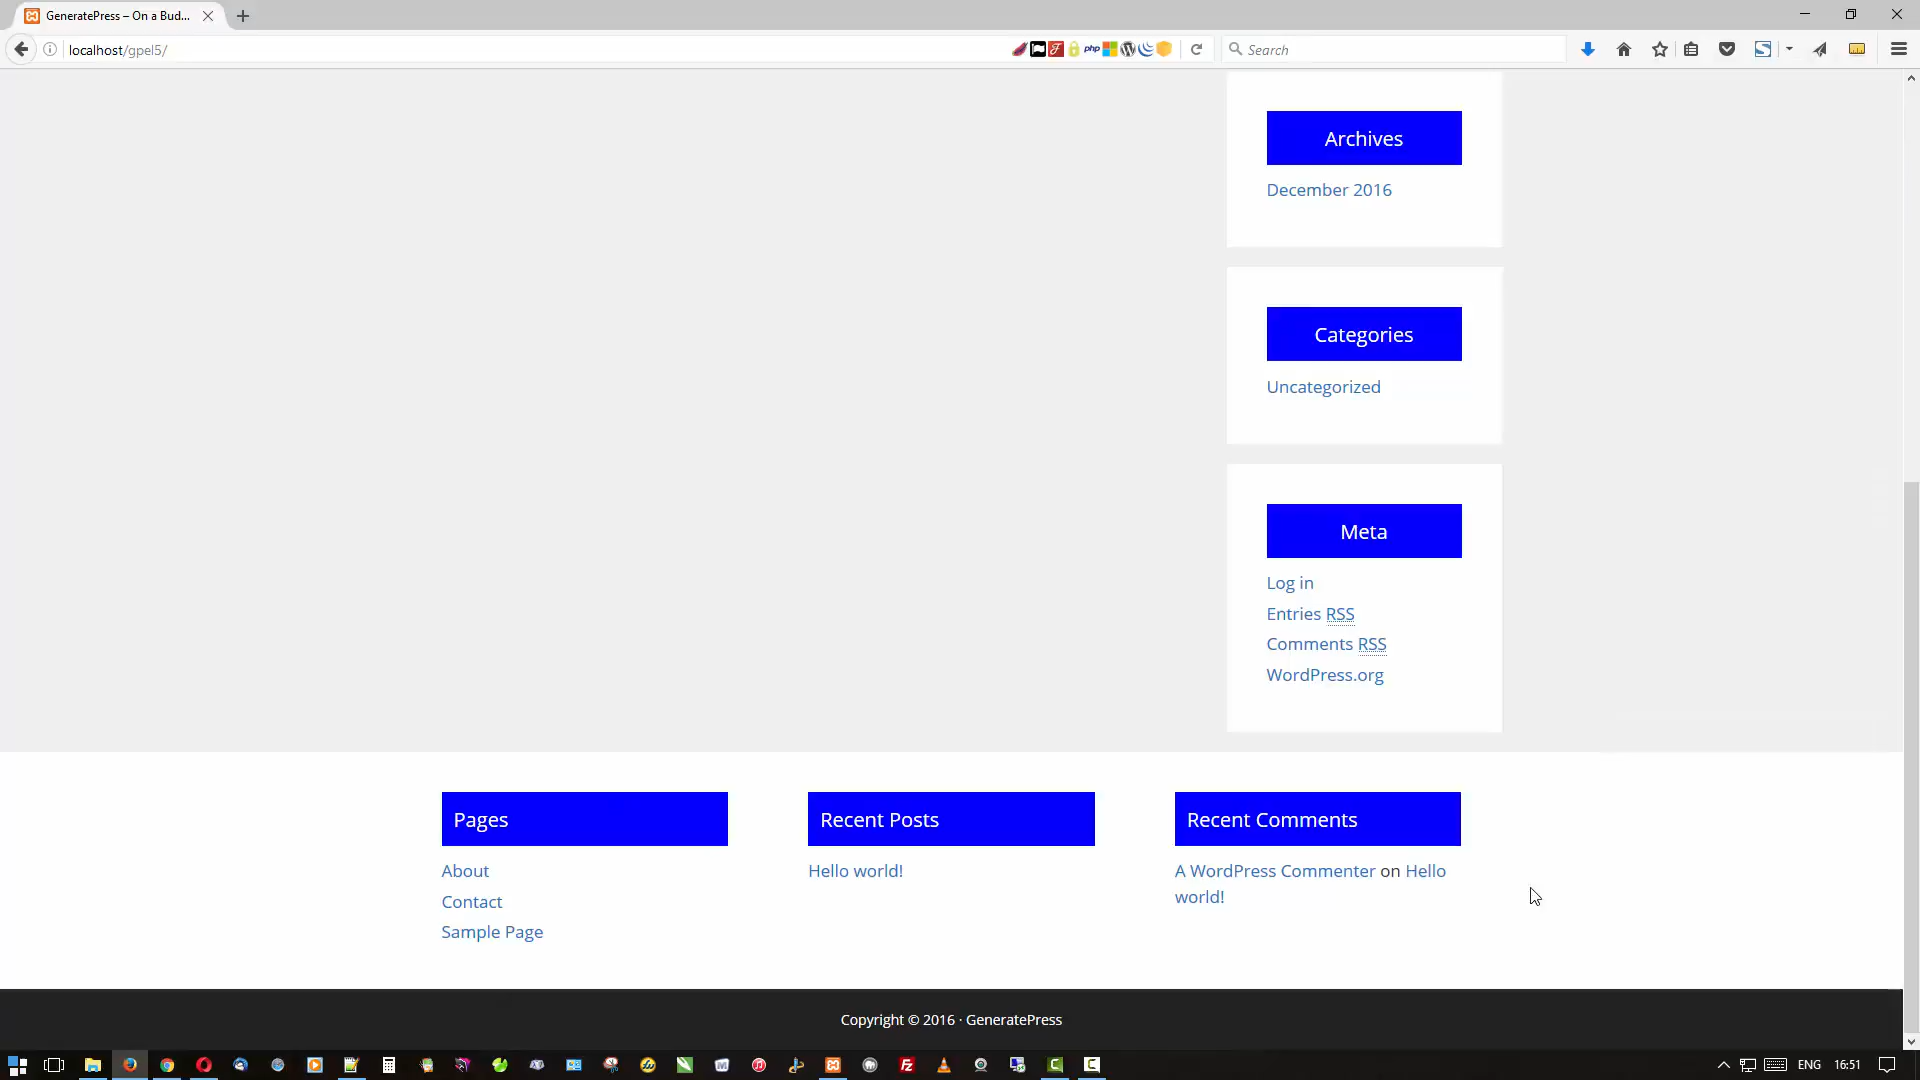 GeneratePress – On a Bud...
localhost/gpel5/
php
Search
Archives
December 2016
Categories
Uncategorized
Meta
Log in
Entries RSS
Comments RSS
WordPress.org
Pages
Recent Posts
Recent Comments
About
Hello world!
A WordPress Commenter on Hello
world!
Contact
Sample Page
Copyright © 2016 · GeneratePress
ENG
16:51